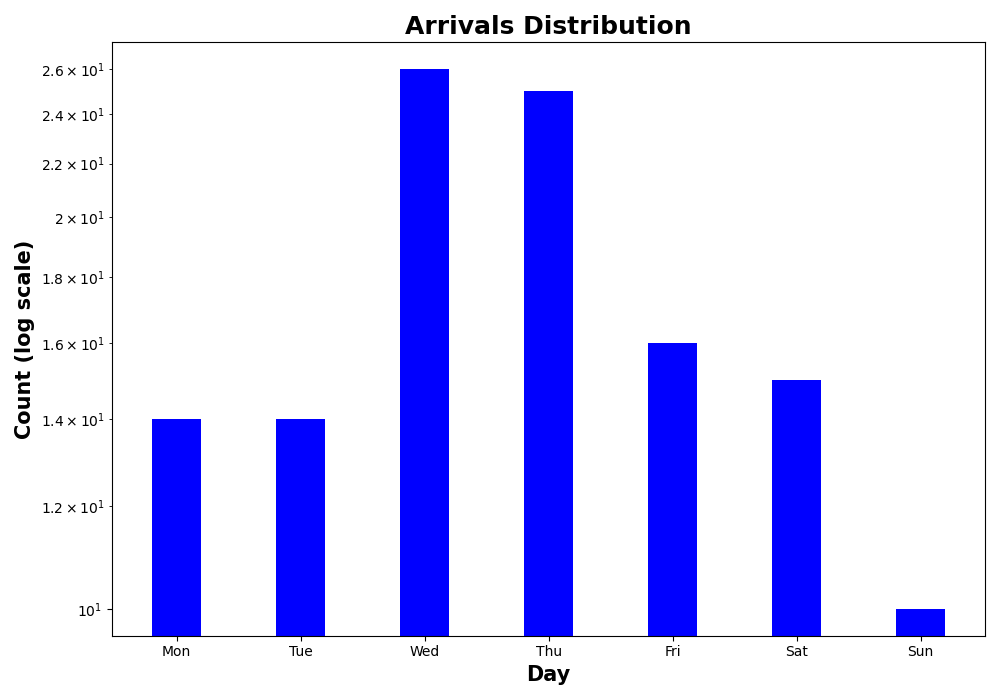 Arrivals Distribution
Count (log scale)
2.6 × 10¹
2.4 × 10¹
2.2 × 10¹
2 × 10¹
1.8 × 10¹
1.6 × 10¹
1.4 × 10¹
1.2 × 10¹
10¹
Mon Tue Wed Thu Fri Sat Sun
Day